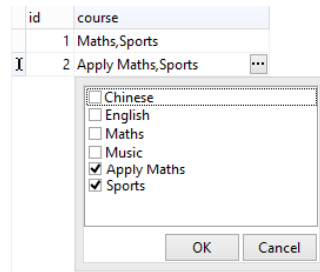 id course
1 Maths,Sports
2 Apply Maths,Sports ...
Chinese
English
Maths
Music
Apply Maths
Sports
OK Cancel